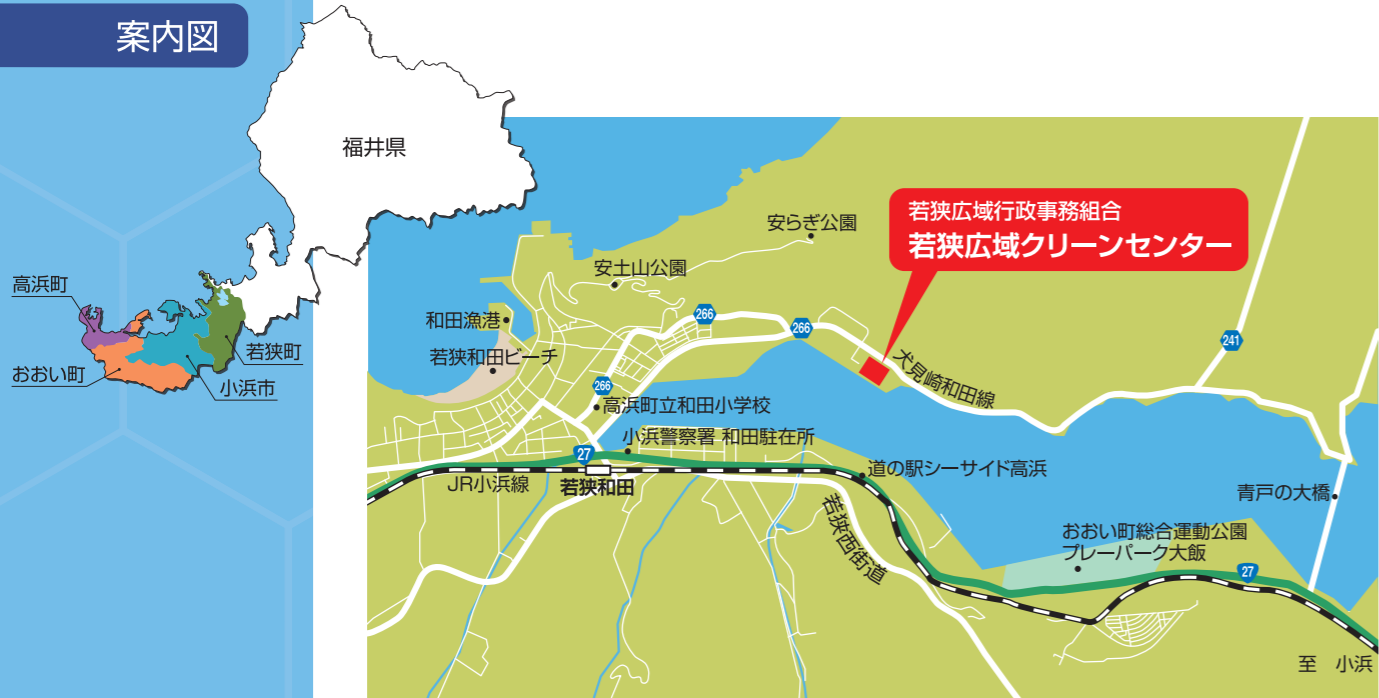 案内図
福井県
高浜町
おおい町
若狭町
小浜市
若狭広域行政事務組合
若狭広域クリーンセンター
安らぎ公園
安土山公園
和田漁港
若狭和田ビーチ
266
266
266
241
犬見崎和田線
高浜町立和田小学校
小浜警察署 和田駐在所
27
JR小浜線
若狭和田
道の駅シーサイド高浜
若狭西街道
青戸の大橋
おおい町総合運動公園
プレーパーク大飯
27
至 小浜